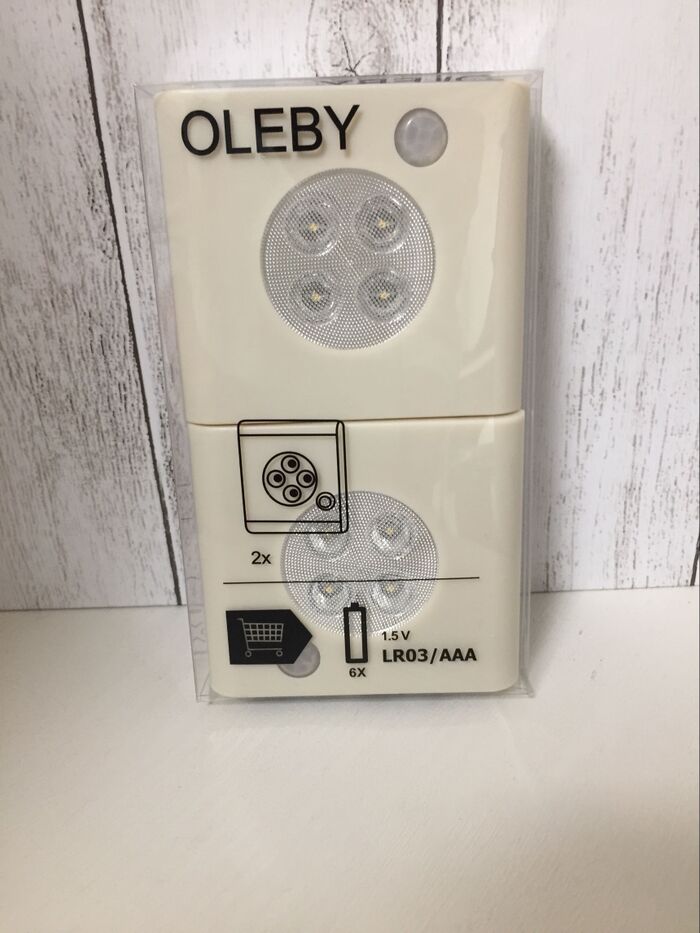 OLEBY
2x
1.5 V
LR03/AAA
6X